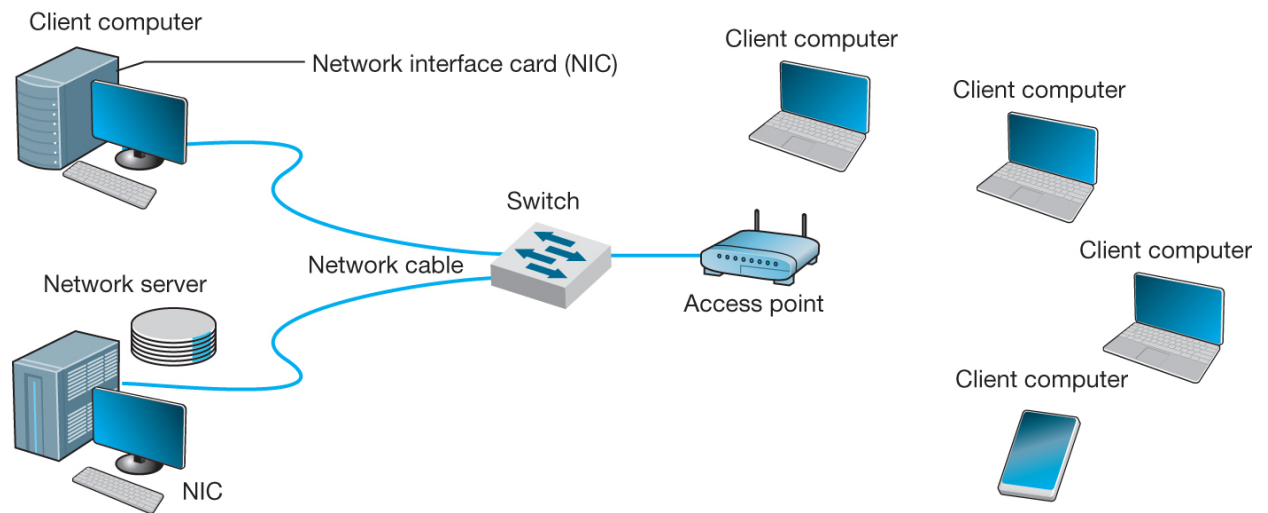 Client computer
Network interface card (NIC)
Client computer
Client computer
Switch
Network cable
Client computer
Network server
Access point
Client computer
NIC